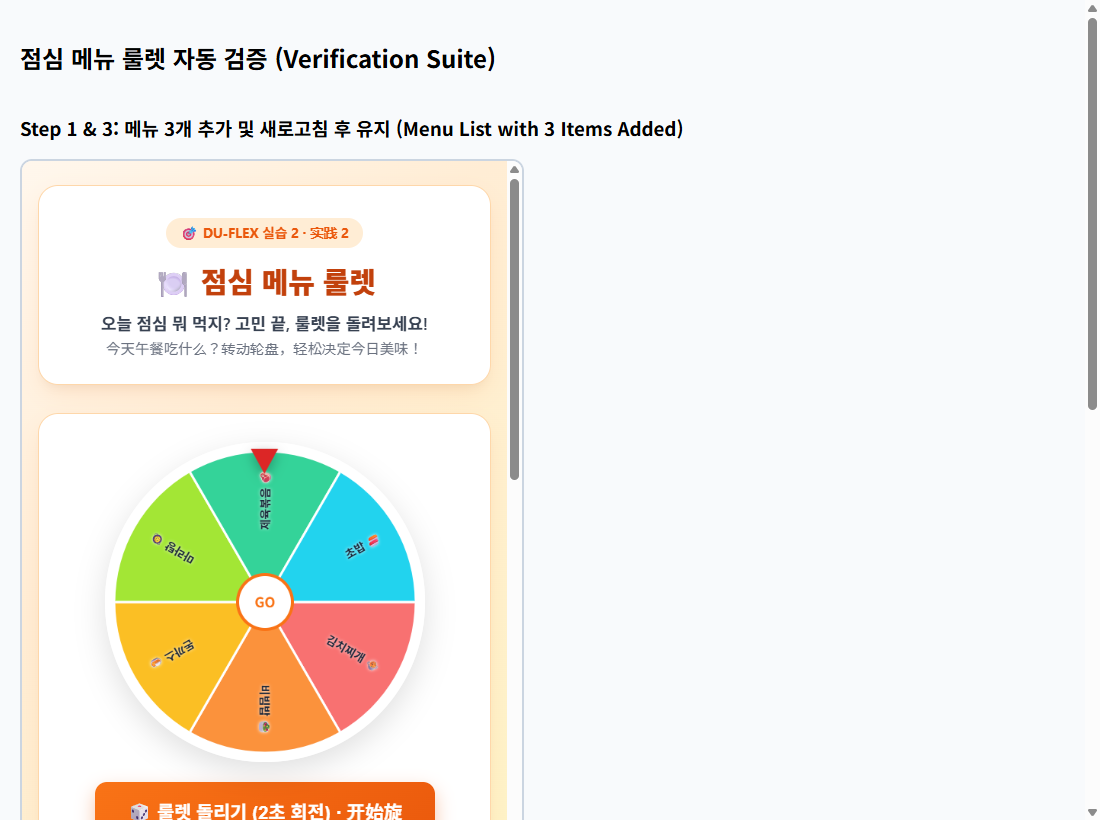 점심 메뉴 룰렛 자동 검증 (Verification Suite)
Step 1 & 3: 메뉴 3개 추가 및 새로고침 후 유지 (Menu List with 3 Items Added)
🎯 DU-FLEX 실습 2 · 实践 2
🍽️ 점심 메뉴 룰렛
오늘 점심 뭐 먹지? 고민 끝, 룰렛을 돌려보세요!
今天午餐吃什么？转动轮盘，轻松决定今日美味！
제육볶음
초밥
김치찌개
비빔밥
돈까스
마라탕
GO
🎲 룰렛 돌리기 (2초 회전) · 开始旋